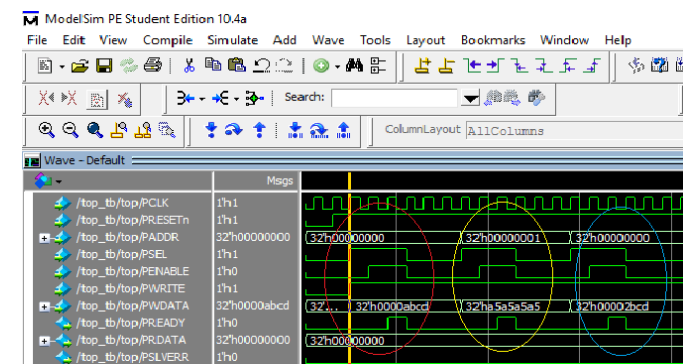 ModelSim PE Student Edition 10.4a
File Edit View Compile Simulate Add Wave Tools Layout Bookmarks Window Help
Search:
ColumnLayout AllColumns
Wave - Default
Msgs
/top_tb/top/PCLK 1'h1
/top_tb/top/PRESETn 1'h1
/top_tb/top/PADDR 32'h00000000 32'h00000000 32'h00000001 32'h00000000
/top_tb/top/PSEL 1'h1
/top_tb/top/PENABLE 1'h0
/top_tb/top/PWRITE 1'h1
/top_tb/top/PWDATA 32'h0000abcd 32'... 32'h0000abcd 32'ha5a5a5a5 32'h00002bcd
/top_tb/top/PREADY 1'h0
/top_tb/top/PRDATA 32'h00000000 32'h00000000
/top_tb/top/PSLVERR 1'h0